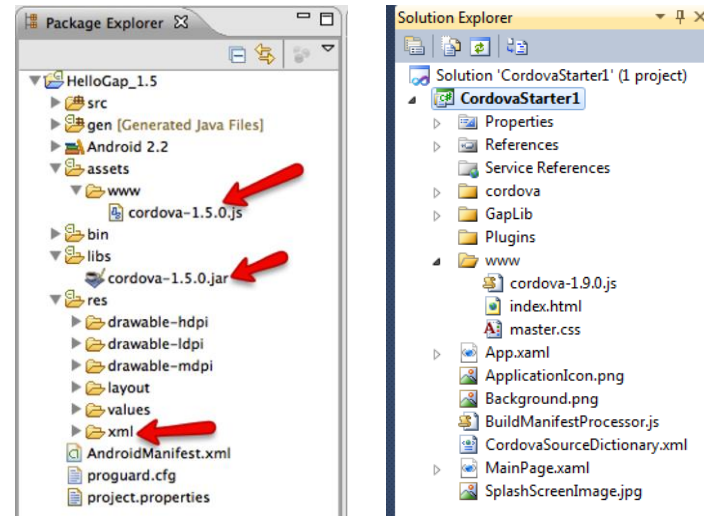 Package Explorer
HelloGap_1.5
src
gen [Generated Java Files]
Android 2.2
assets
www
cordova-1.5.0.js
bin
libs
cordova-1.5.0.jar
res
drawable-hdpi
drawable-ldpi
drawable-mdpi
layout
values
xml
AndroidManifest.xml
proguard.cfg
project.properties
Solution Explorer
Solution 'CordovaStarter1' (1 project)
CordovaStarter1
Properties
References
Service References
cordova
GapLib
Plugins
www
cordova-1.9.0.js
index.html
master.css
App.xaml
ApplicationIcon.png
Background.png
BuildManifestProcessor.js
CordovaSourceDictionary.xml
MainPage.xaml
SplashScreenImage.jpg